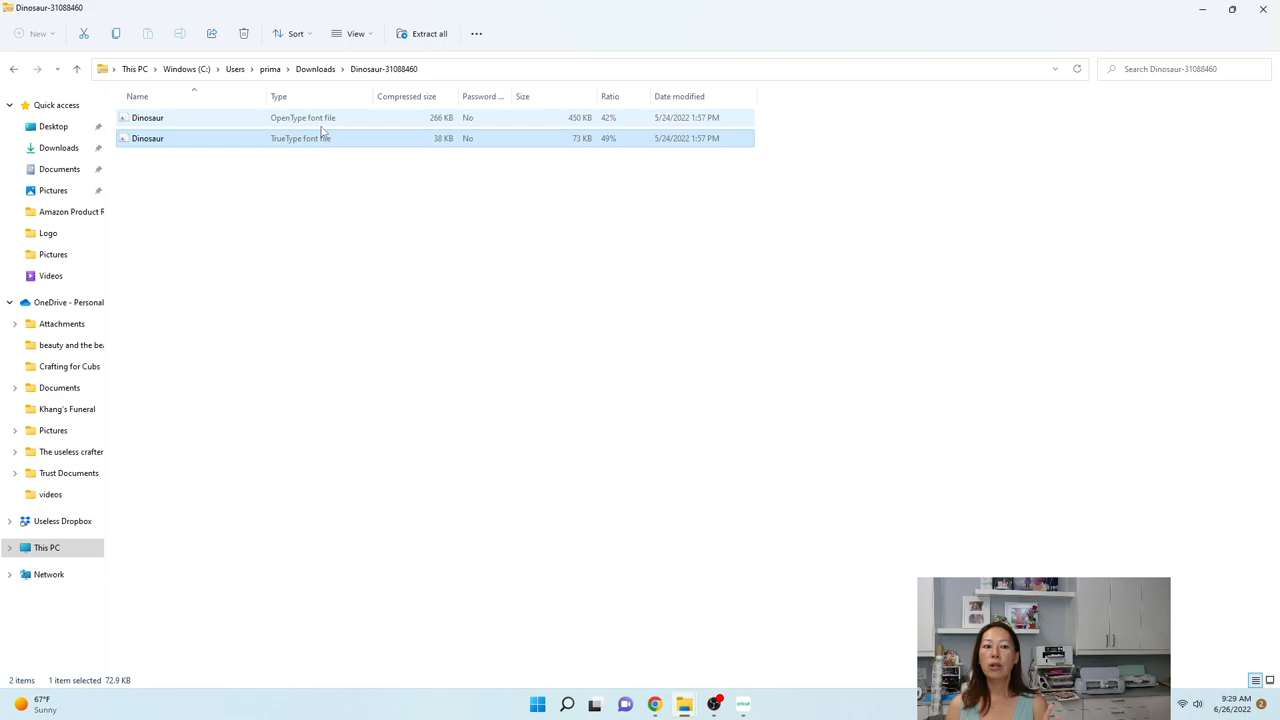 Dinosaur-31088460
New
Sort
View
Extract all
This PC > Windows (C:) > Users > prima > Downloads > Dinosaur-31088460
Search Dinosaur-31088460
Name Type Compressed size Password ... Size Ratio Date modified
Dinosaur OpenType font file 266 KB No 450 KB 42% 5/24/2022 1:57 PM
Dinosaur TrueType font file 38 KB No 73 KB 49% 5/24/2022 1:57 PM
Quick access
Desktop
Downloads
Documents
Pictures
Amazon Product R
Logo
Pictures
Videos
OneDrive - Personal
Attachments
beauty and the bea
Crafting for Cubs
Documents
Khang's Funeral
Pictures
The useless crafter
Trust Documents
videos
Useless Dropbox
This PC
Network
2 items 1 item selected 72.9 KB
67°F
Sunny
cricut
9:29 AM
6/26/2022
2